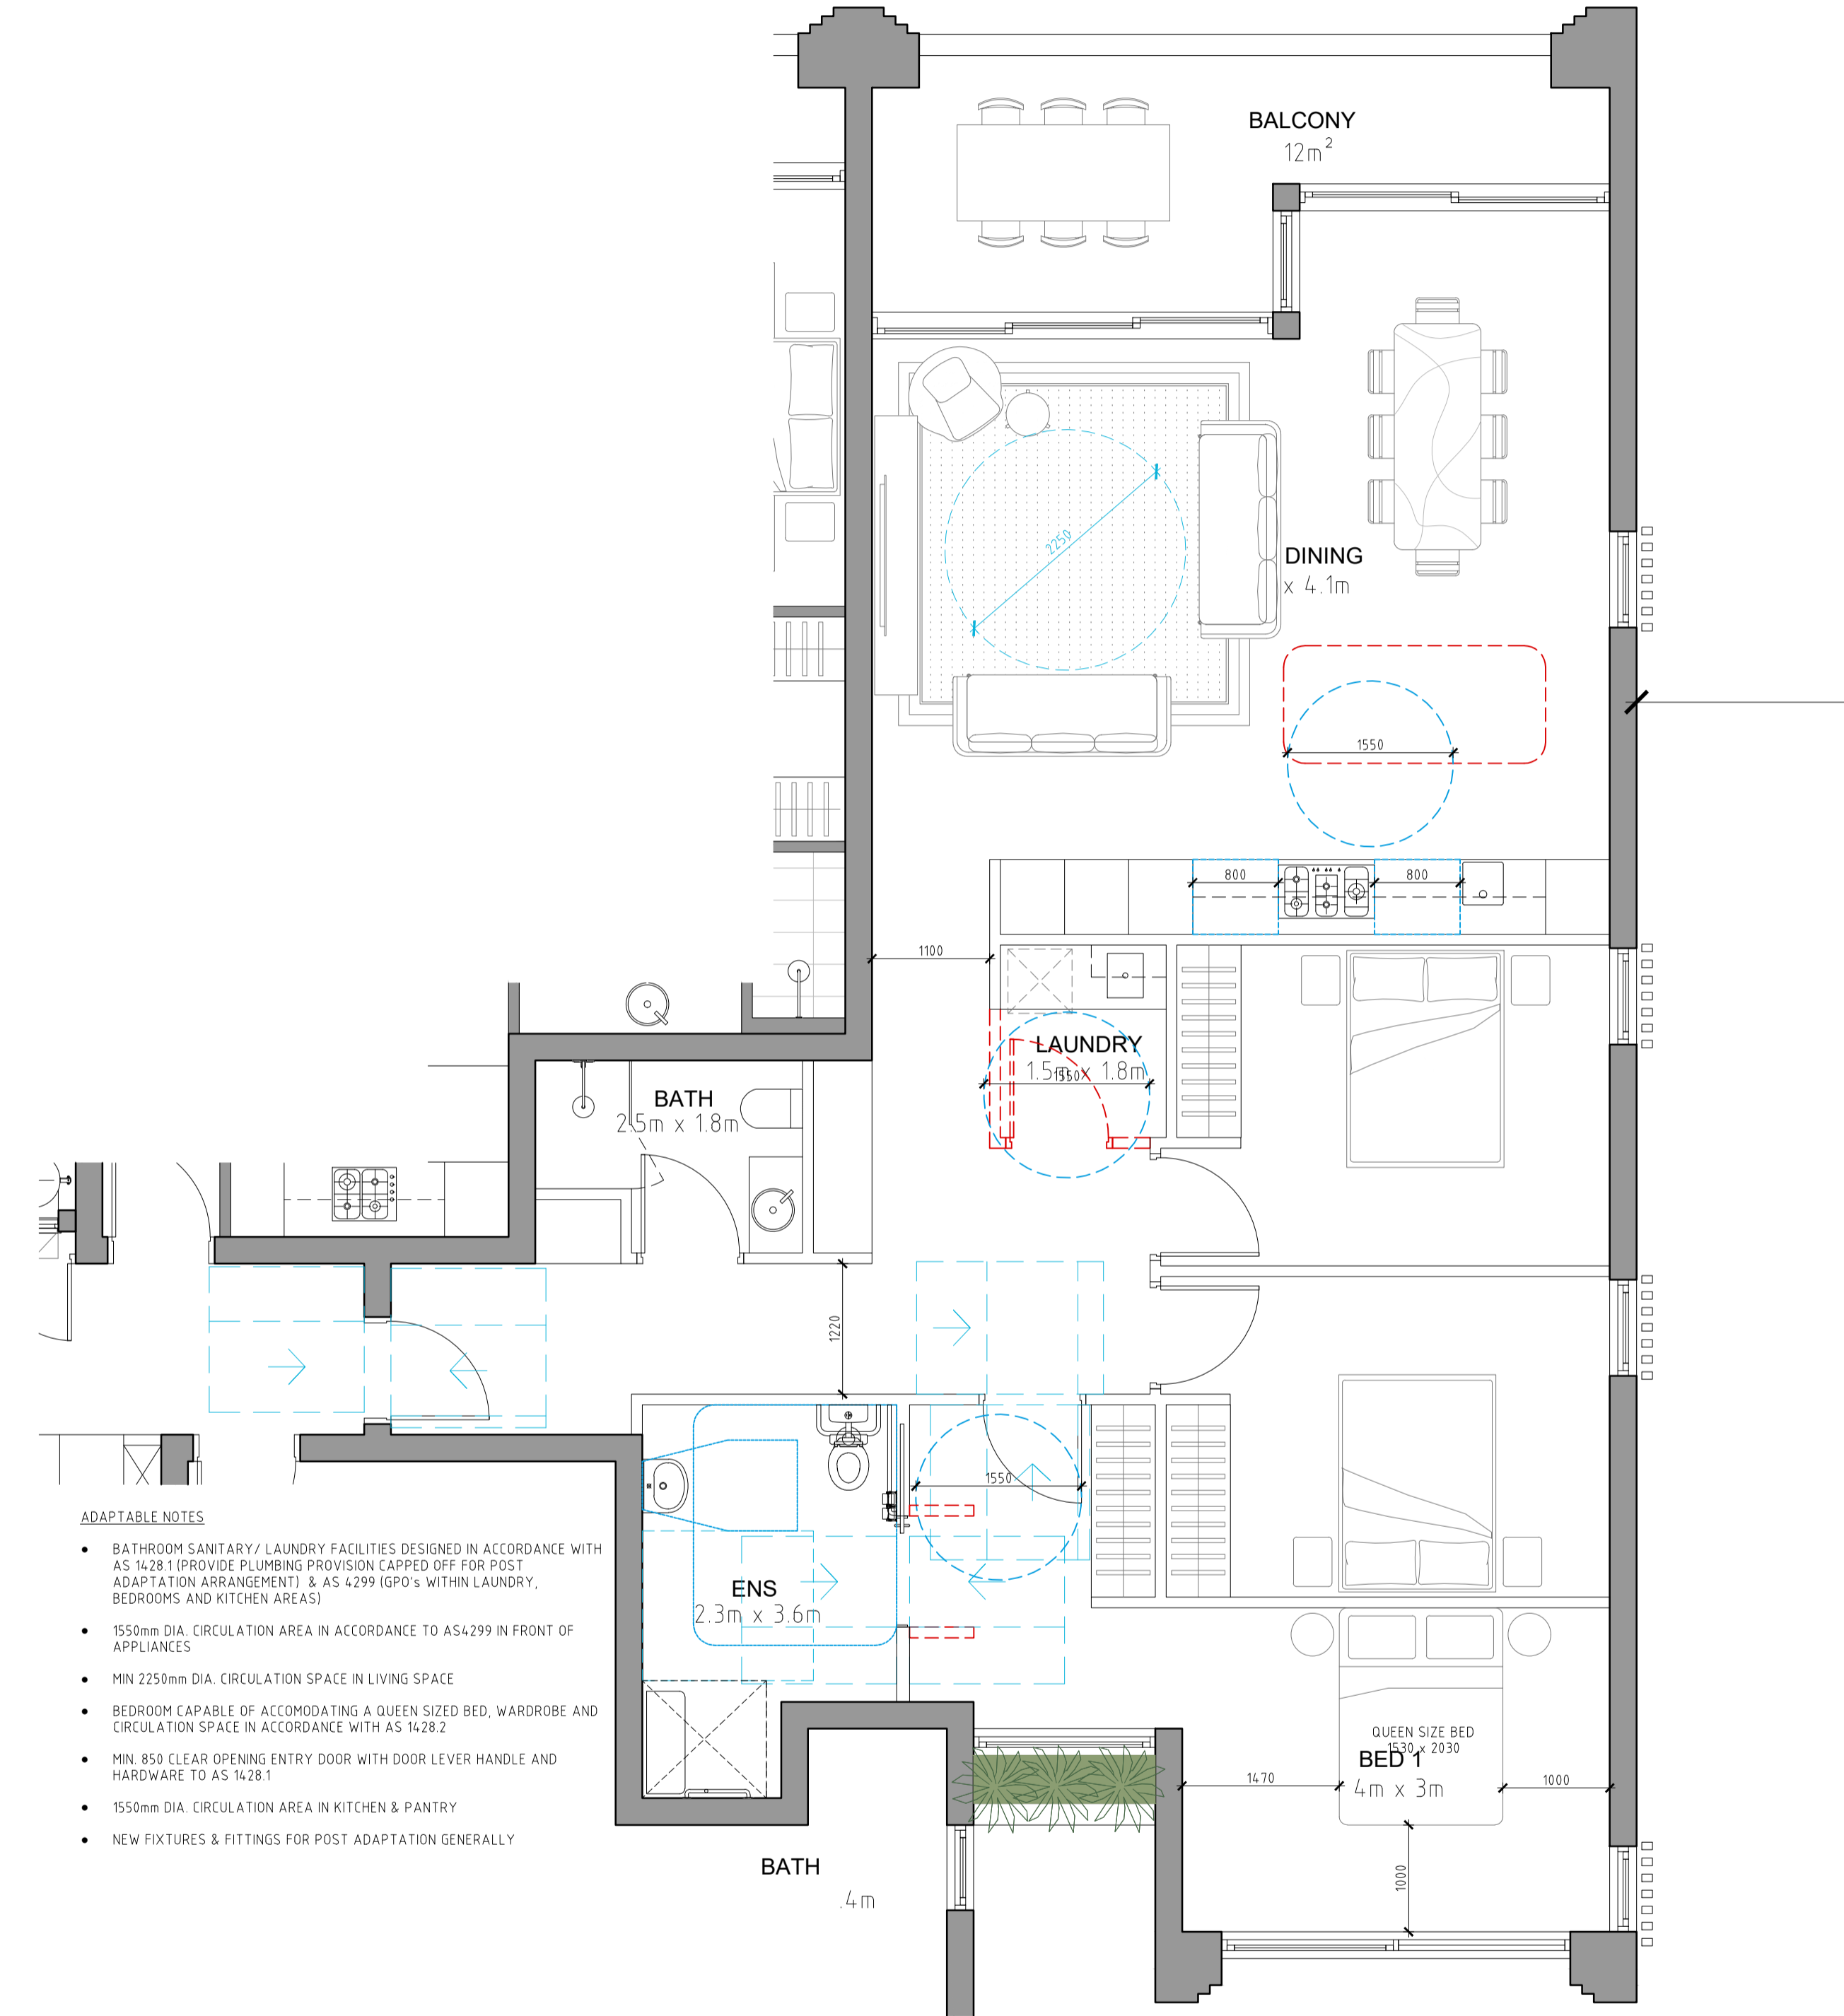 BALCONY
12m²
2250
DINING
x 4.1m
1550
800
800
1100
LAUNDRY
1.5m x 1.8m
1550
BATH
2.5m x 1.8m
1220
1550
ENS
2.3m x 3.6m
ADAPTABLE NOTES
• BATHROOM SANITARY/ LAUNDRY FACILITIES DESIGNED IN ACCORDANCE WITH
AS 1428.1 (PROVIDE PLUMBING PROVISION CAPPED OFF FOR POST
ADAPTATION ARRANGEMENT) & AS 4299 (GPO's WITHIN LAUNDRY,
BEDROOMS AND KITCHEN AREAS)
• 1550mm DIA. CIRCULATION AREA IN ACCORDANCE TO AS4299 IN FRONT OF
APPLIANCES
• MIN 2250mm DIA. CIRCULATION SPACE IN LIVING SPACE
• BEDROOM CAPABLE OF ACCOMODATING A QUEEN SIZED BED, WARDROBE AND
CIRCULATION SPACE IN ACCORDANCE WITH AS 1428.2
• MIN. 850 CLEAR OPENING ENTRY DOOR WITH DOOR LEVER HANDLE AND
HARDWARE TO AS 1428.1
• 1550mm DIA. CIRCULATION AREA IN KITCHEN & PANTRY
• NEW FIXTURES & FITTINGS FOR POST ADAPTATION GENERALLY
QUEEN SIZE BED
1530 x 2030
BED 1
4m x 3m
1470
1000
1000
BATH
.4m